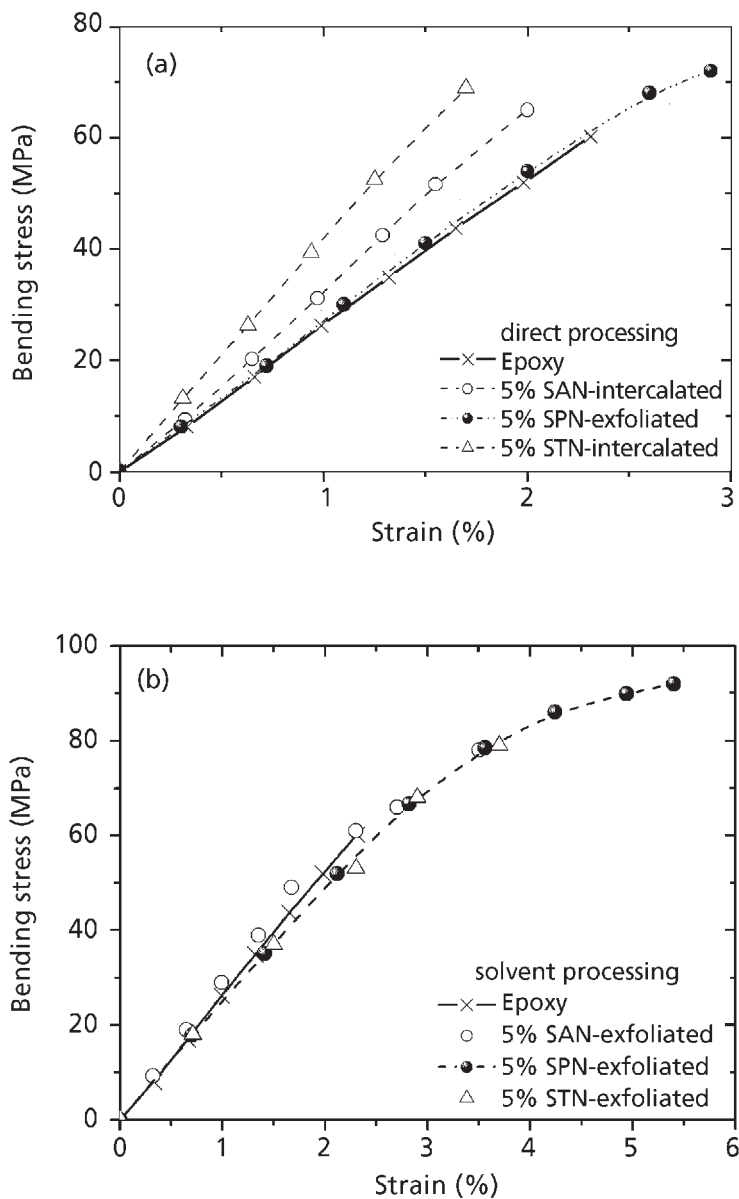 80
(a)
60
40
20
0
Bending stress (MPa)
direct processing
Epoxy
5% SAN-intercalated
5% SPN-exfoliated
5% STN-intercalated
0 1 2 3
Strain (%)
100
(b)
80
60
40
20
0
Bending stress (MPa)
solvent processing
Epoxy
5% SAN-exfoliated
5% SPN-exfoliated
5% STN-exfoliated
0 1 2 3 4 5 6
Strain (%)